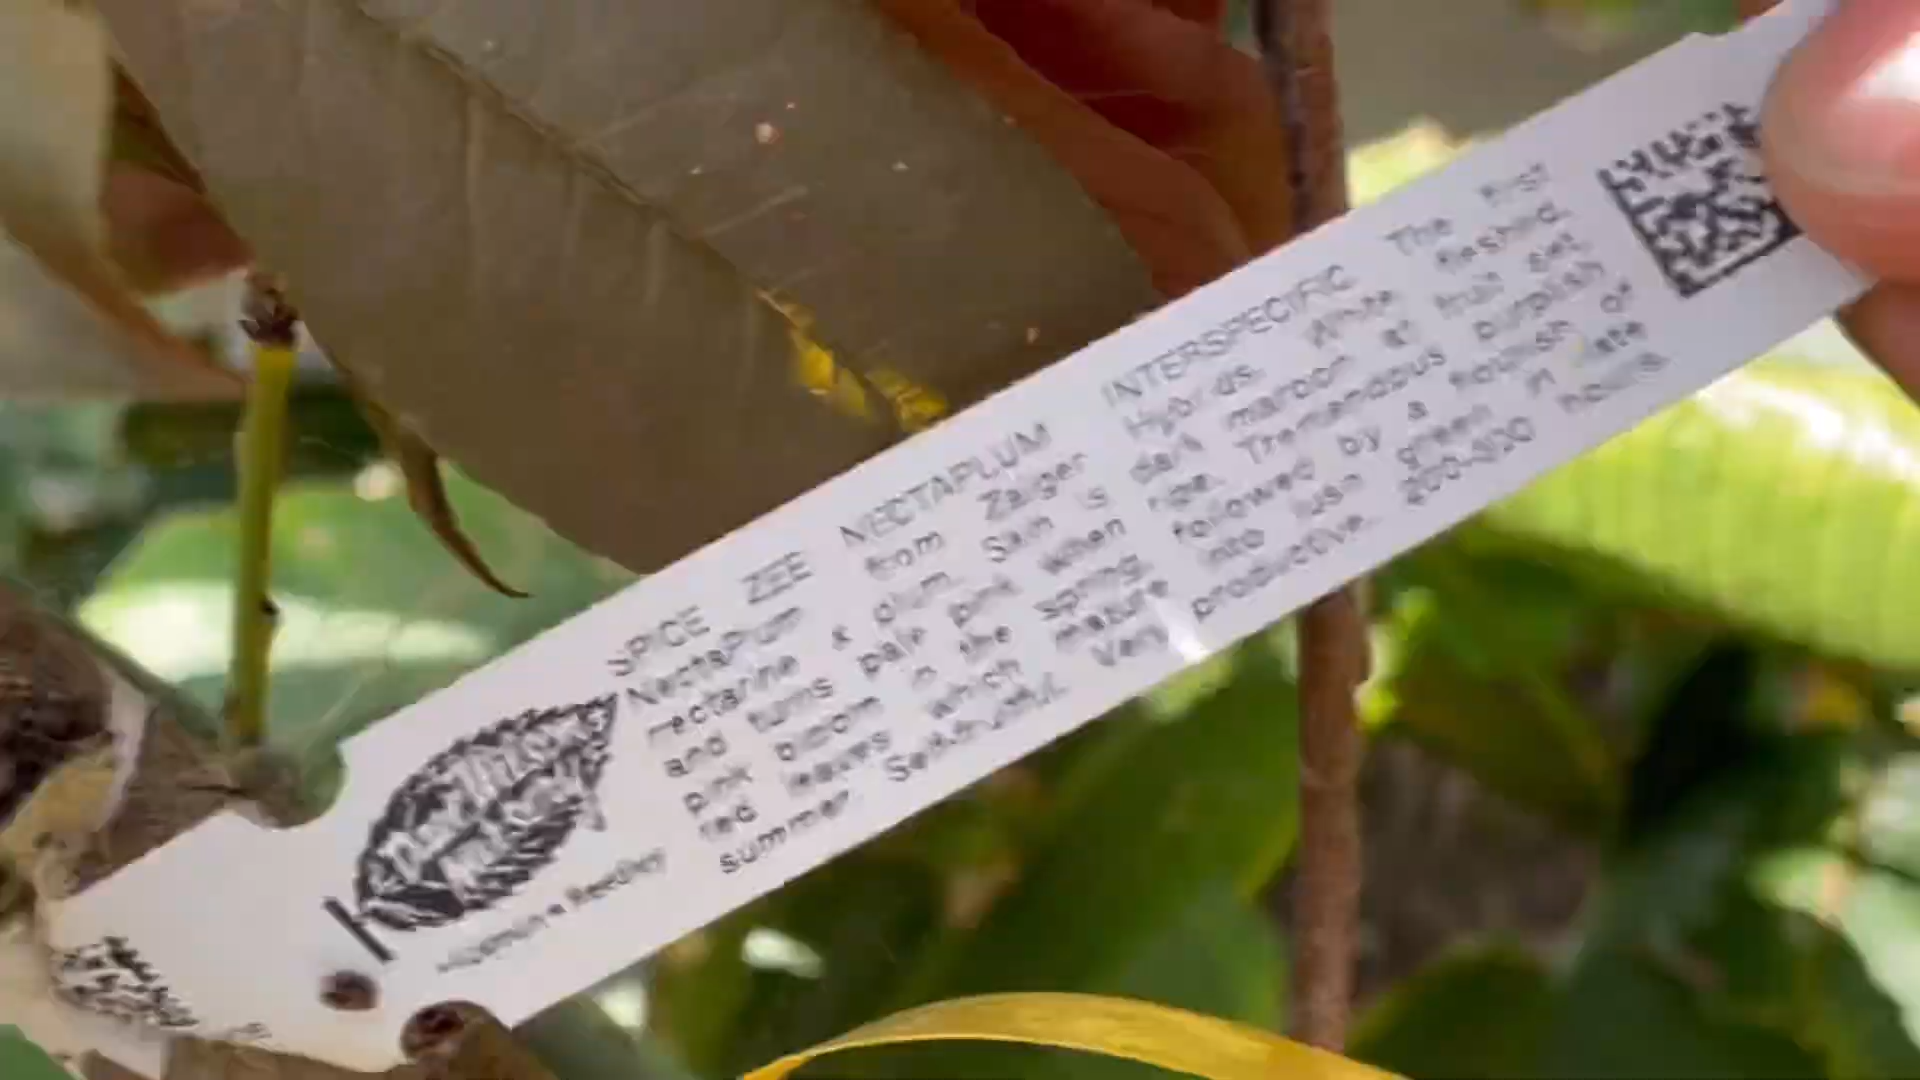 SPICE ZEE NECTAPLUM INTERSPECIFIC The First
NectaPlum from Zaiger Hybrids. White fleshed
nectarine & plum. Skin is dark maroon at fruit set
and turns pale pink when ripe. Tremendous purplish
pink bloom in the spring followed by a flourish of
red leaves which mature into lush green in late
summer. Self-fruitful. Very productive. 200-300 hours.